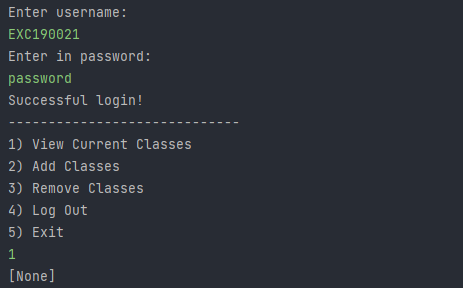 Enter username:
EXC190021
Enter in password:
password
Successful login!
-----------------------------
1) View Current Classes
2) Add Classes
3) Remove Classes
4) Log Out
5) Exit
1
[None]